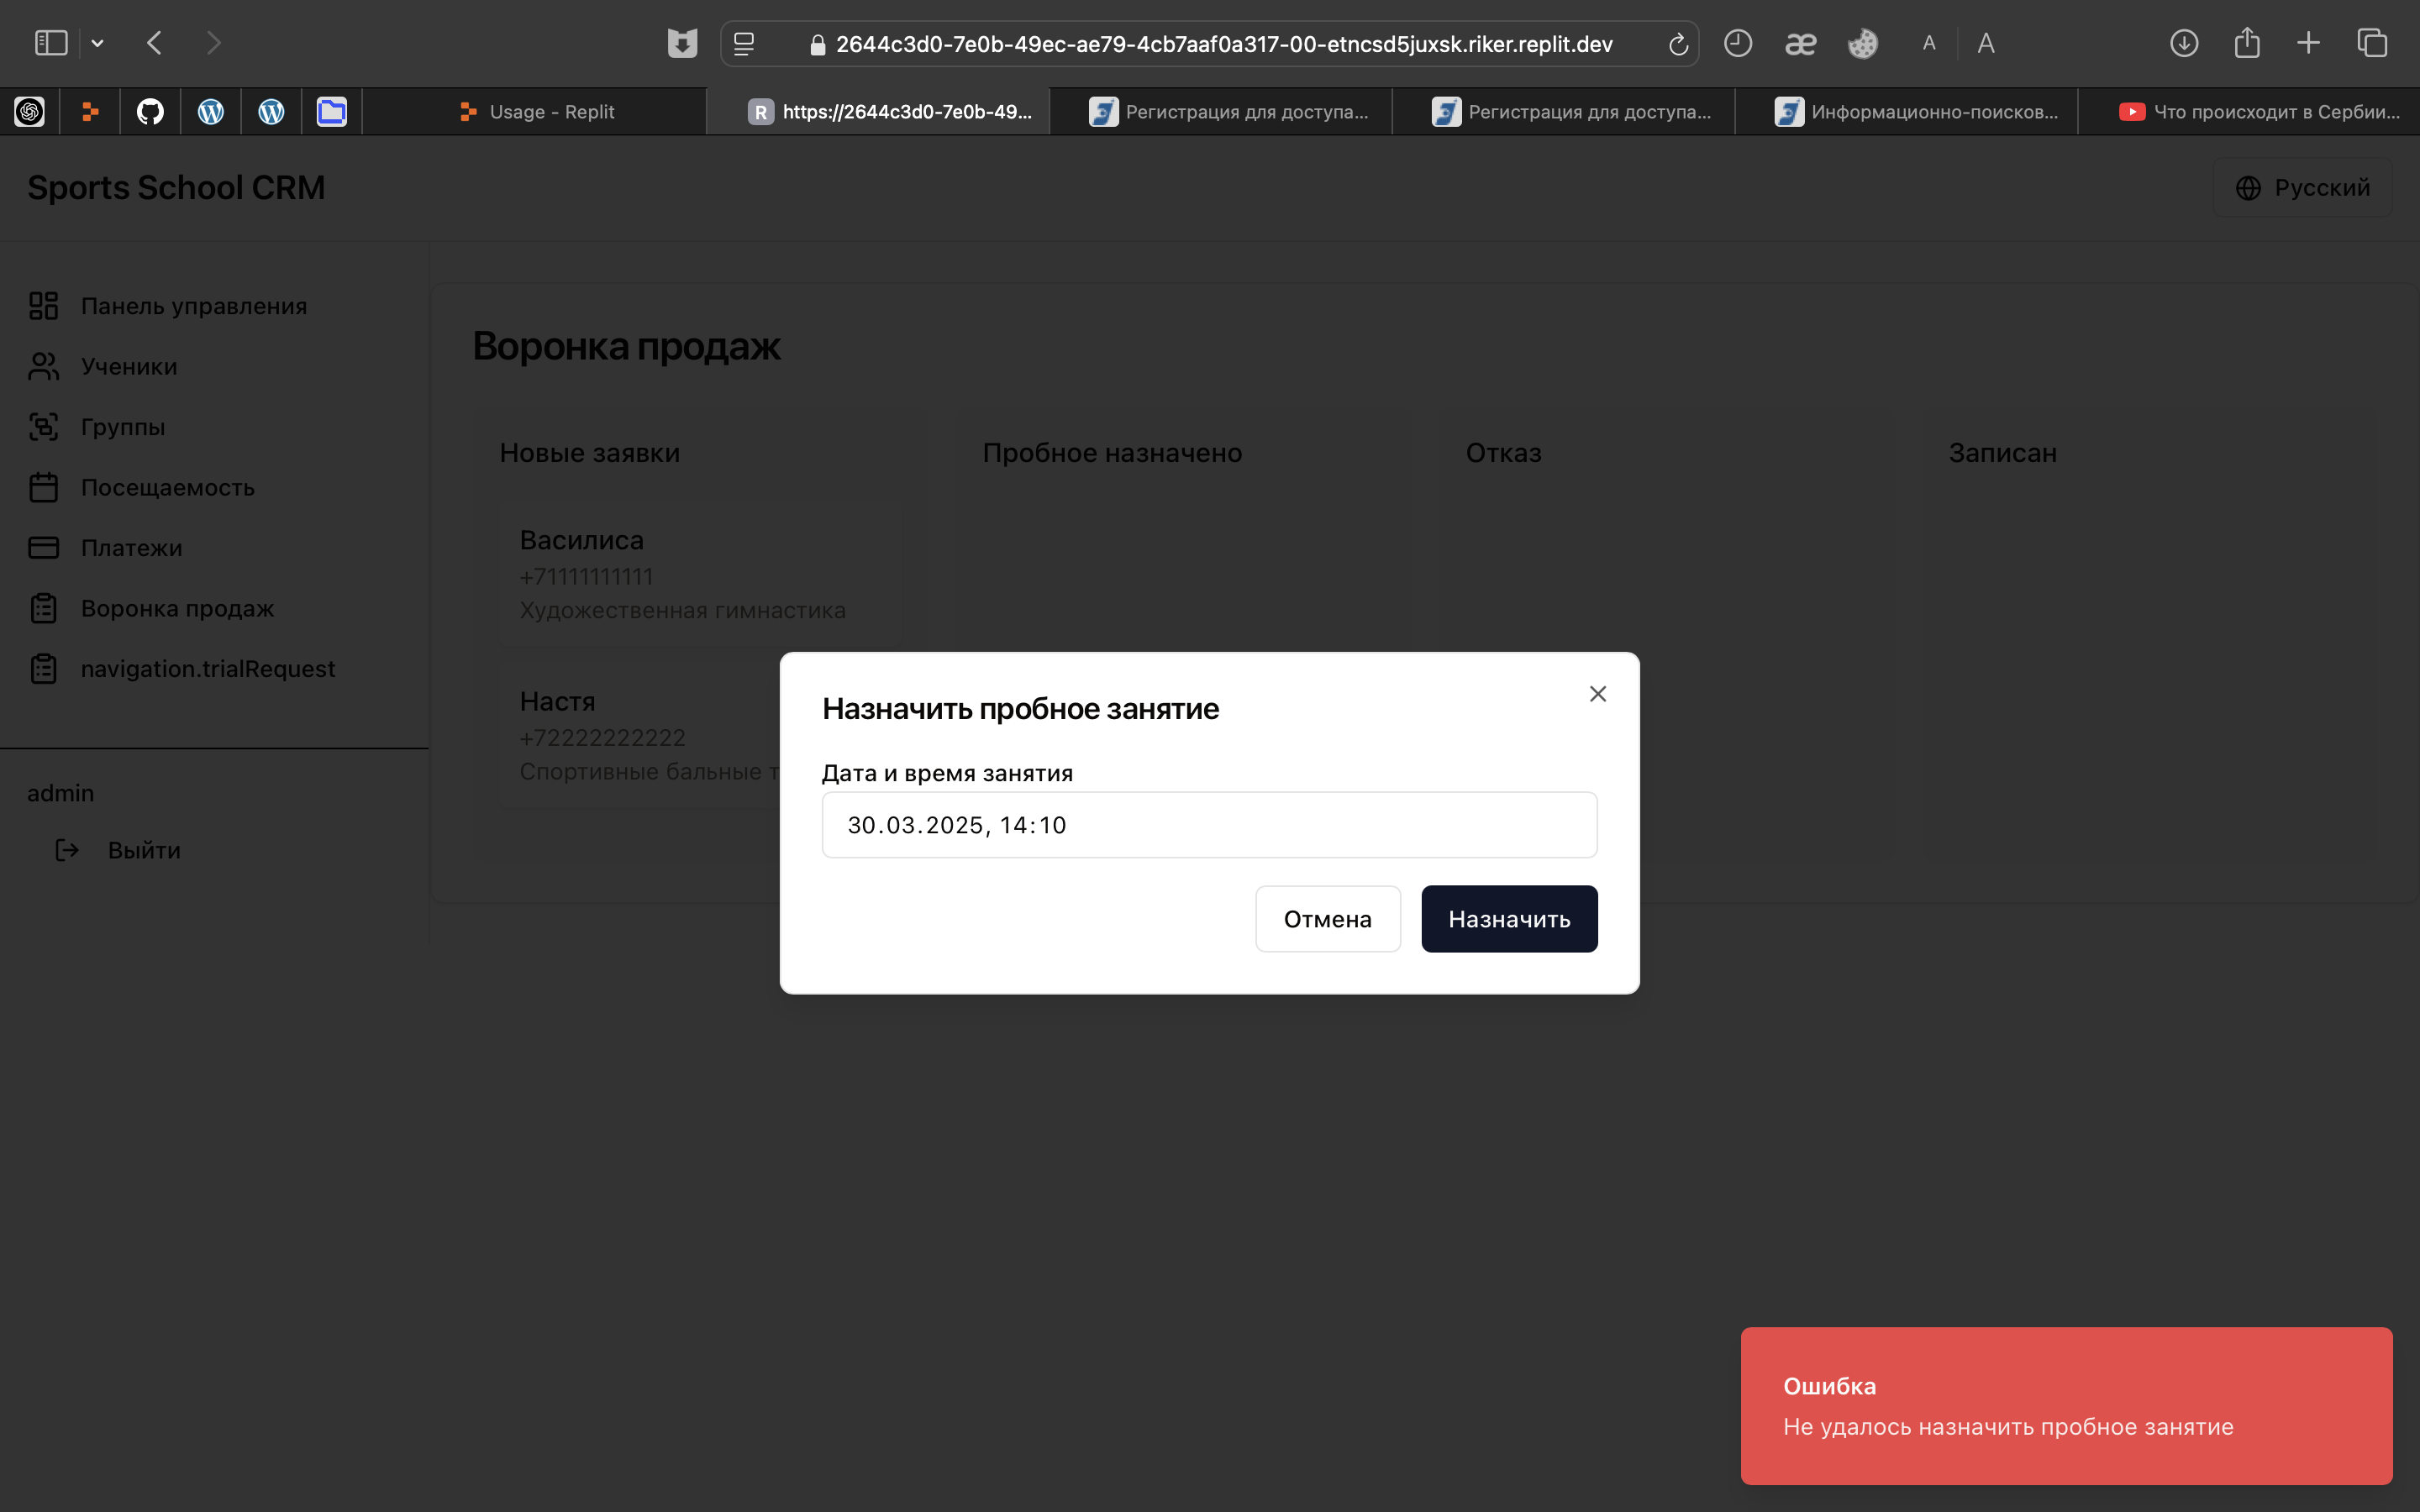 2644c3d0-7e0b-49ec-ae79-4cb7aaf0a317-00-etncsd5juxsk.riker.replit.dev
æ
A
A
Usage - Replit
R https://2644c3d0-7e0b-49...
Регистрация для доступа...
Регистрация для доступа...
Информационно-поисков...
Что происходит в Сербии...
Sports School CRM
Русский
Панель управления
Ученики
Группы
Посещаемость
Платежи
Воронка продаж
navigation.trialRequest
admin
Выйти
Воронка продаж
Новые заявки
Василиса
+71111111111
Художественная гимнастика
Настя
+72222222222
Спортивные бальные т
Пробное назначено
Отказ
Записан
Назначить пробное занятие
Дата и время занятия
30.03.2025, 14:10
Отмена
Назначить
Ошибка
Не удалось назначить пробное занятие